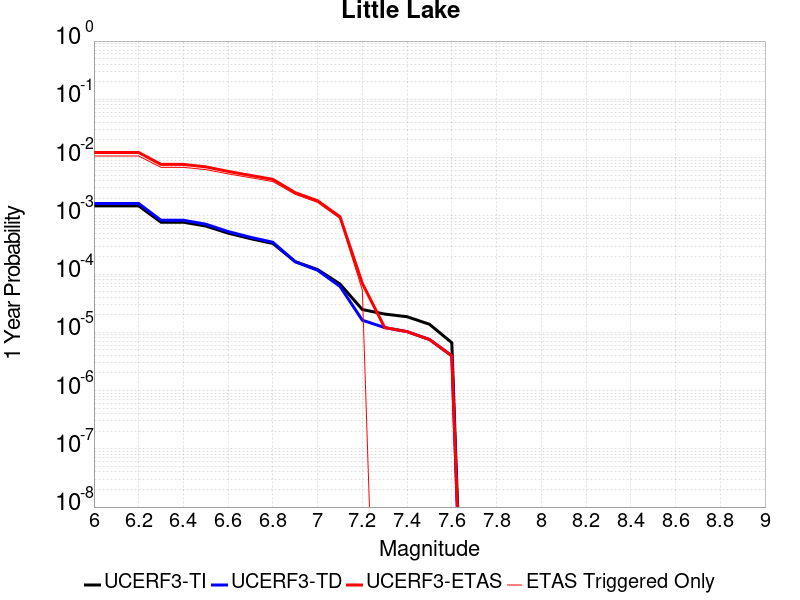 Little Lake
1 Year Probability
10^0
10^-1
10^-2
10^-3
10^-4
10^-5
10^-6
10^-7
10^-8
6 6.2 6.4 6.6 6.8 7 7.2 7.4 7.6 7.8 8 8.2 8.4 8.6 8.8 9
Magnitude
UCERF3-TI UCERF3-TD UCERF3-ETAS ETAS Triggered Only